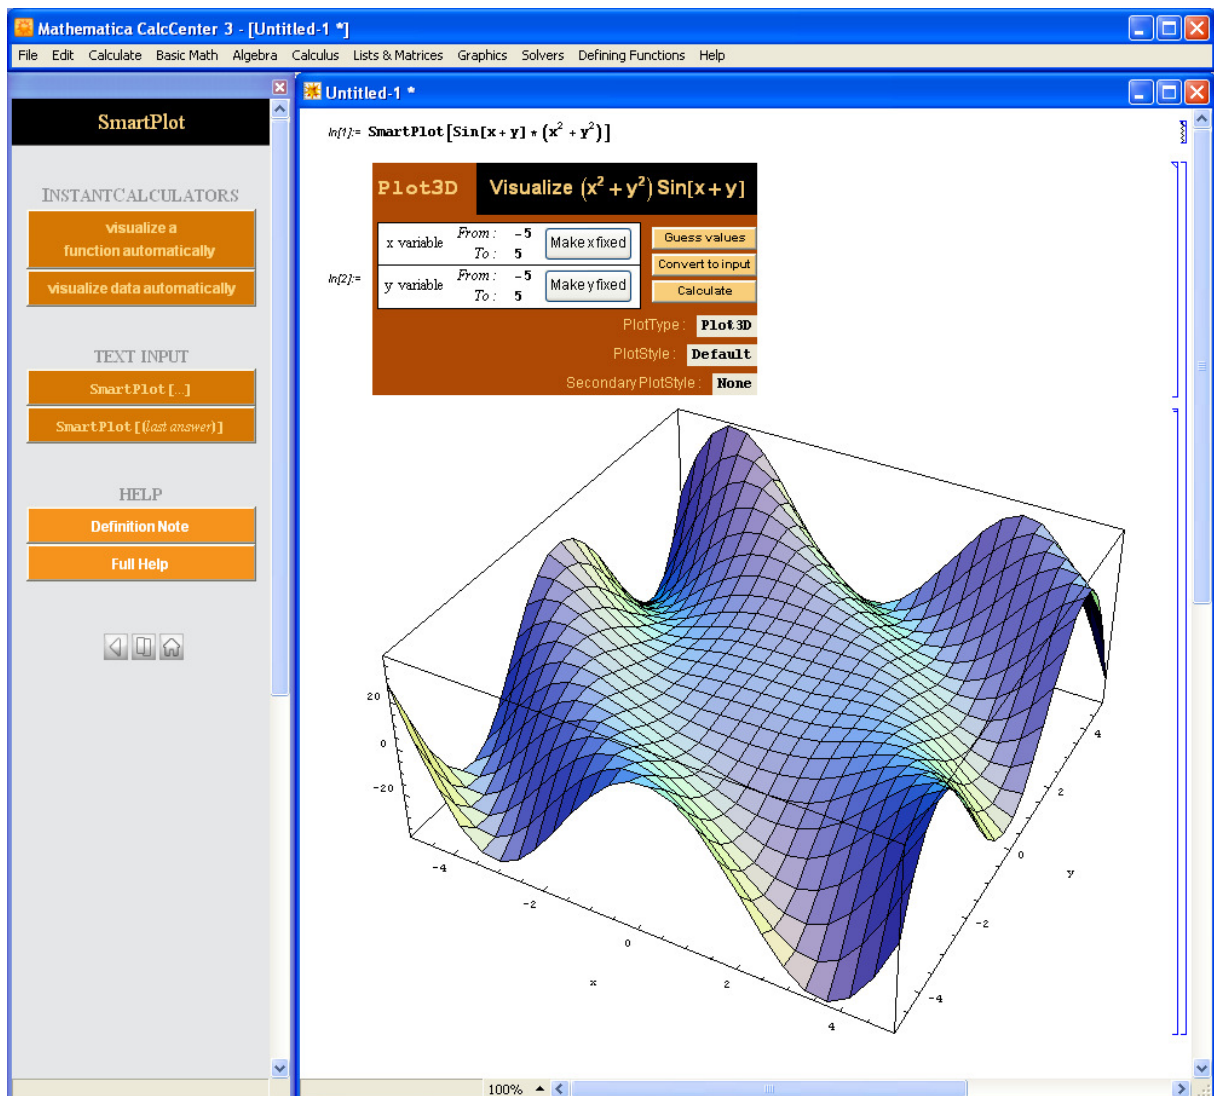 Mathematica CalcCenter 3 - [Untitled-1 *]
File Edit Calculate Basic Math Algebra Calculus Lists & Matrices Graphics Solvers Defining Functions Help
SmartPlot
INSTANTCALCULATORS
visualize a
function automatically
visualize data automatically
TEXT INPUT
SmartPlot[...]
SmartPlot[(last answer)]
HELP
Definition Note
Full Help
Untitled-1 *
In[1]:= SmartPlot[Sin[x + y] * (x² + y²)]
Plot3D Visualize (x² + y²) Sin[x + y]
In[2]:=
x variable From : -5 Make x fixed
To : 5
y variable From : -5 Make y fixed
To : 5
Guess values
Convert to input
Calculate
PlotType : Plot3D
PlotStyle : Default
Secondary PlotStyle : None
20
0
-20
-4
-2
0
2
4
x
-4
-2
0
2
4
y
100%